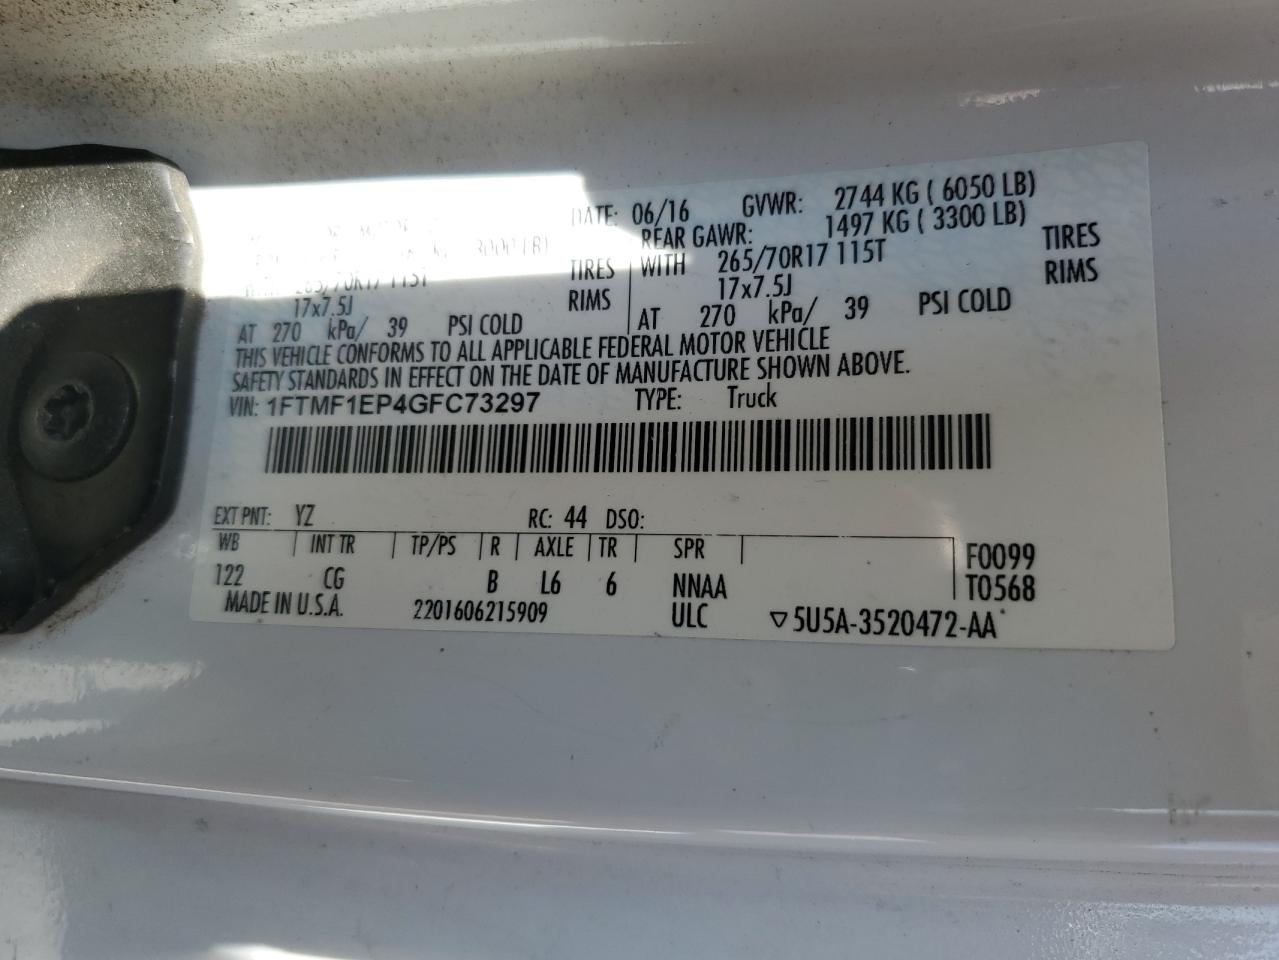 DATE: 06/16 GVWR: 2744 KG ( 6050 LB)
REAR GAWR: 1497 KG ( 3300 LB)
265/70R17 115T TIRES WITH 265/70R17 115T TIRES
17x7.5J RIMS 17x7.5J RIMS
AT 270 kPa/ 39 PSI COLD AT 270 kPa/ 39 PSI COLD
THIS VEHICLE CONFORMS TO ALL APPLICABLE FEDERAL MOTOR VEHICLE
SAFETY STANDARDS IN EFFECT ON THE DATE OF MANUFACTURE SHOWN ABOVE.
VIN: 1FTMF1EP4GFC73297 TYPE: Truck
EXT PNT: YZ RC: 44 DSO:
WB INT TR TP/PS R AXLE TR SPR F0099
122 CG B L6 6 NNAA T0568
MADE IN U.S.A. 2201606215909 ULC ▽5U5A-3520472-AA